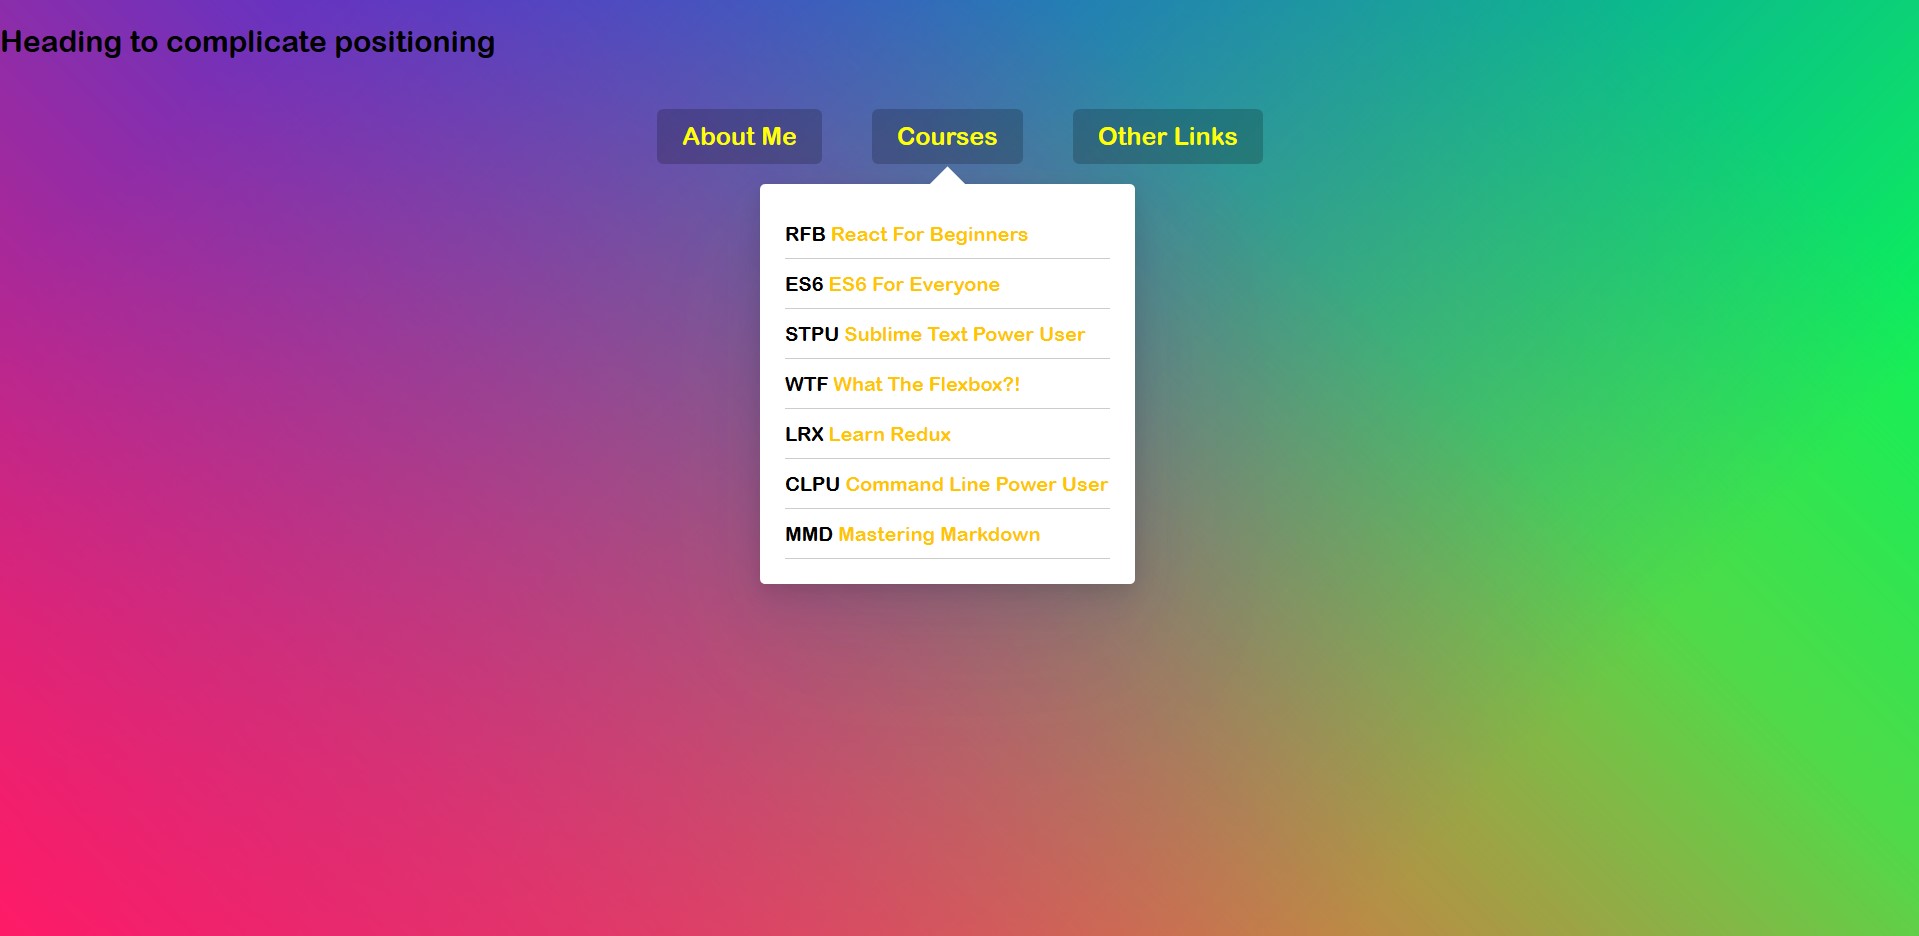 Heading to complicate positioning
About Me
Courses
Other Links
RFB React For Beginners
ES6 ES6 For Everyone
STPU Sublime Text Power User
WTF What The Flexbox?!
LRX Learn Redux
CLPU Command Line Power User
MMD Mastering Markdown